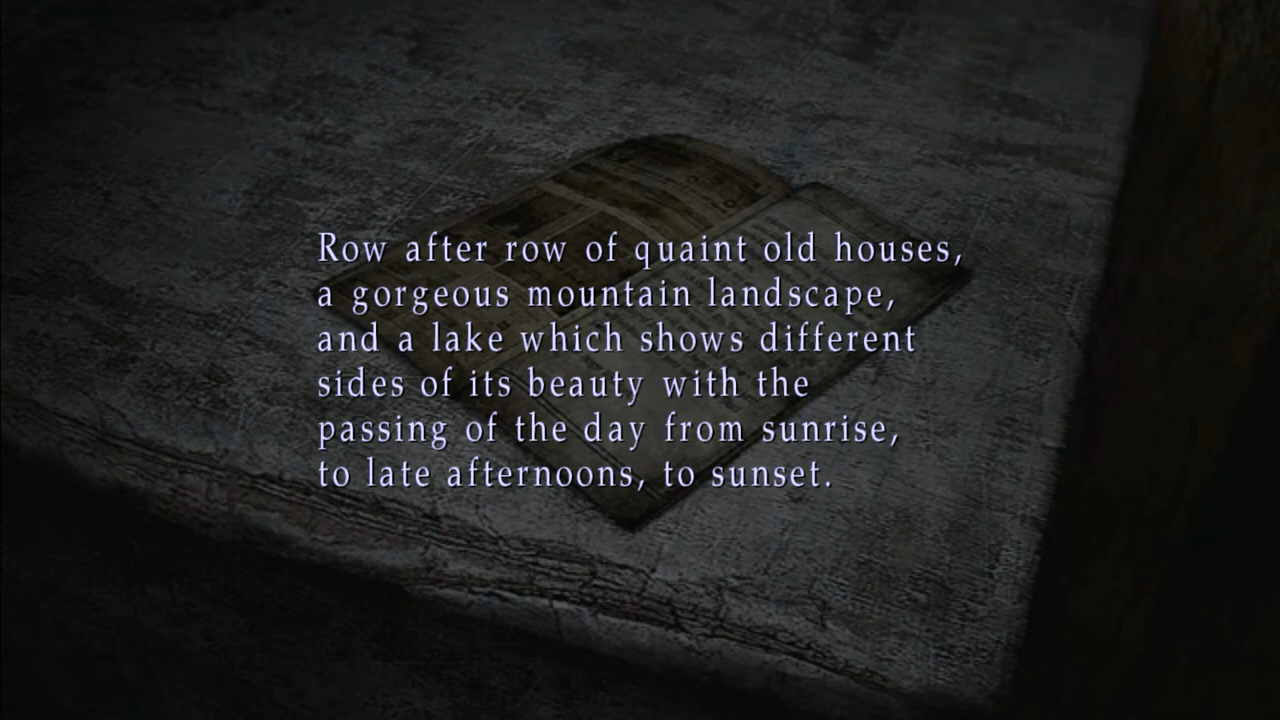 Row after row of quaint old houses,
a gorgeous mountain landscape,
and a lake which shows different
sides of its beauty with the
passing of the day from sunrise,
to late afternoons, to sunset.